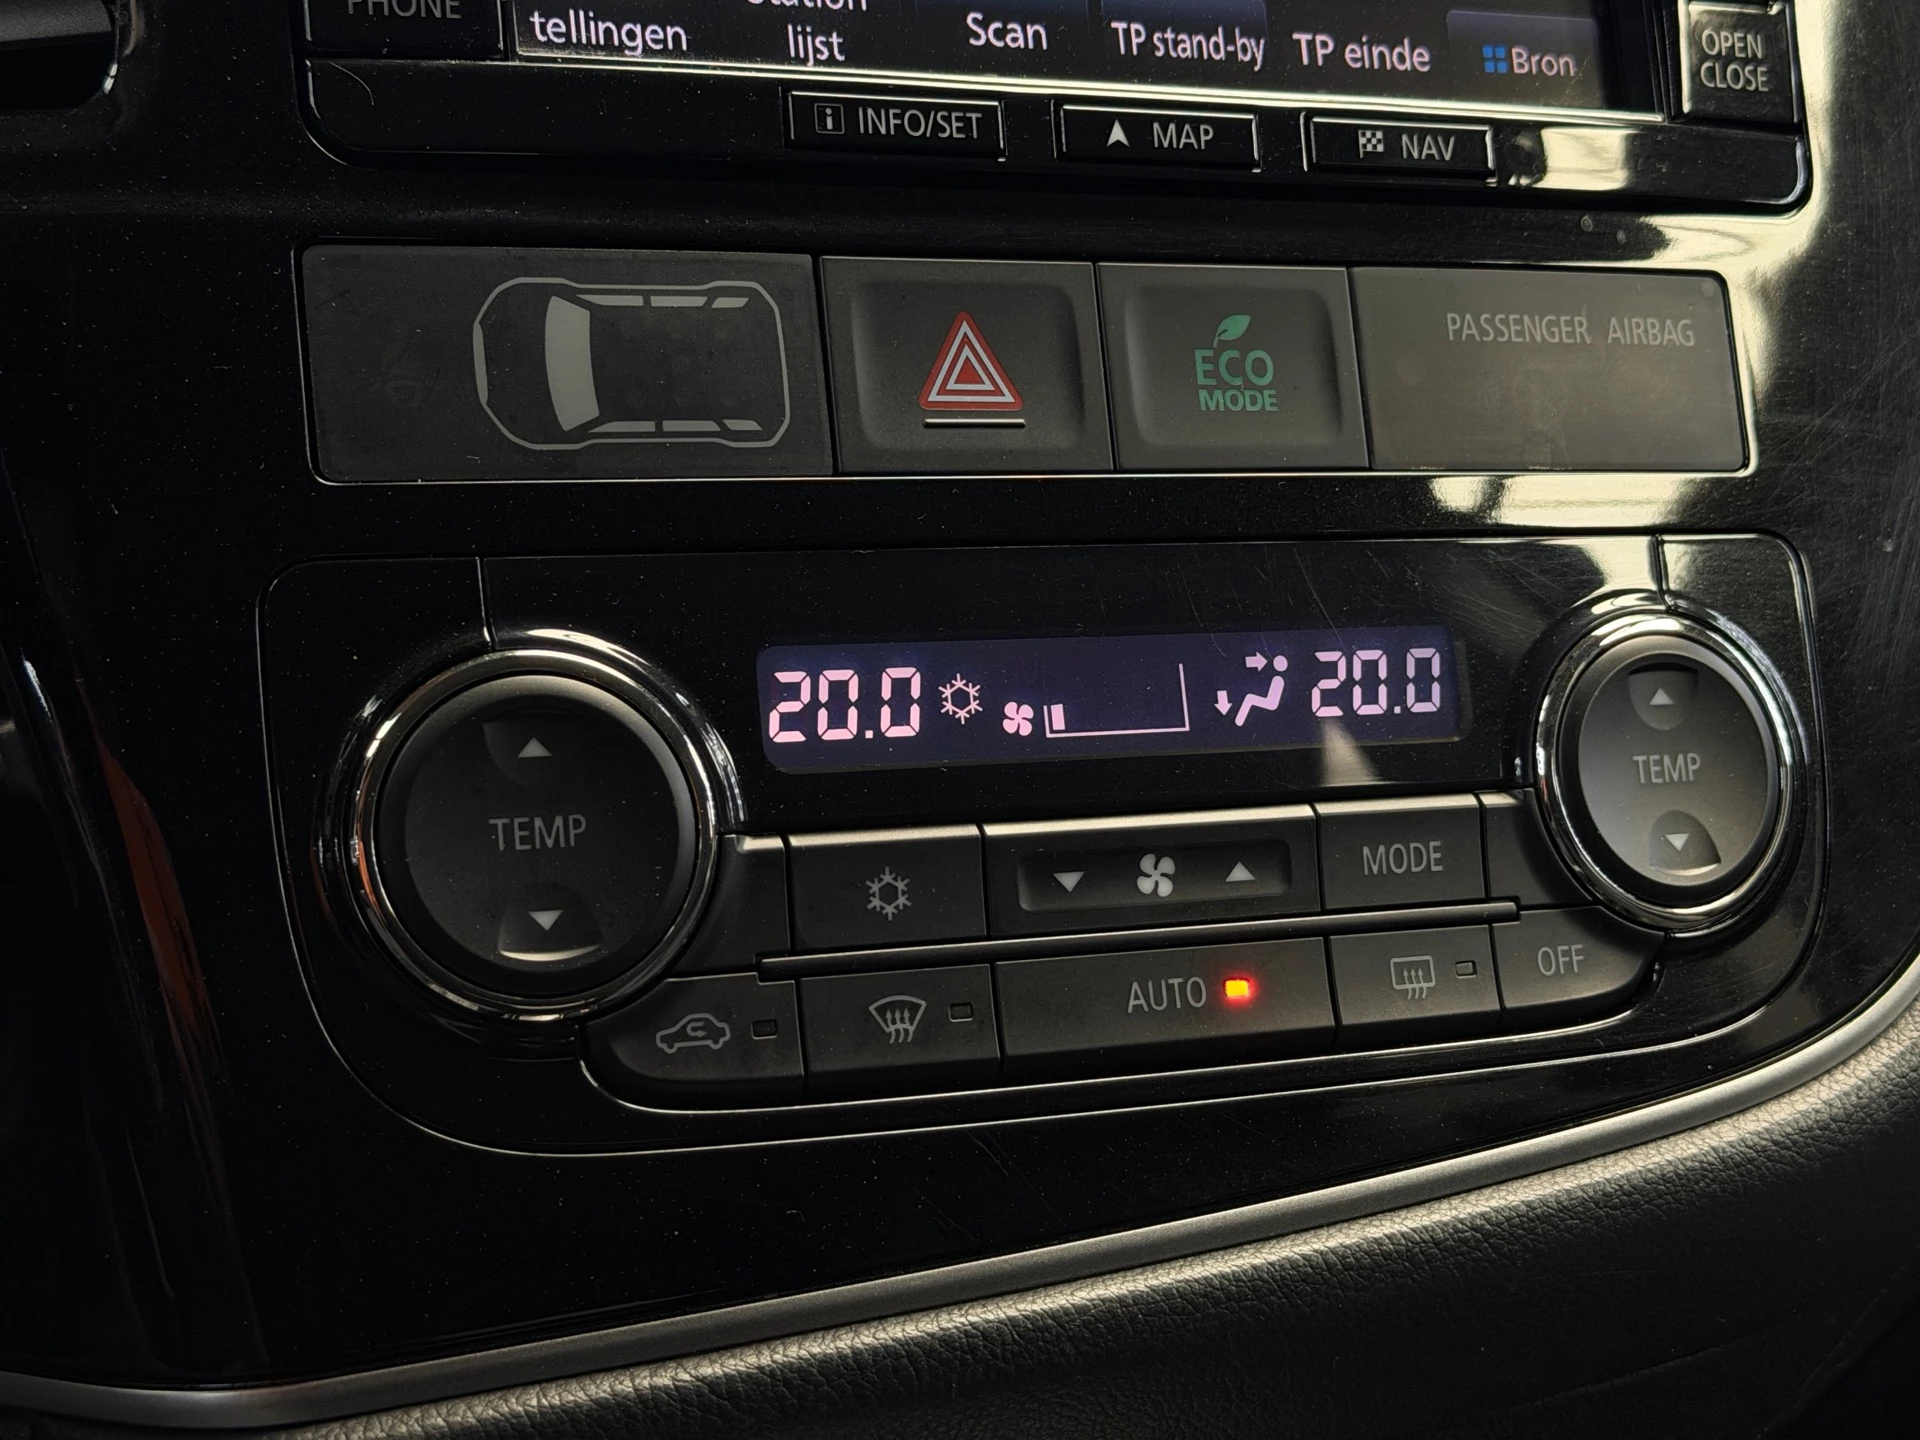 PHONE
tellingen
Station
lijst
Scan
TP stand-by
TP einde
Bron
OPEN
CLOSE
INFO/SET
MAP
NAV
ECO
MODE
PASSENGER AIRBAG
20.0
20.0
TEMP
TEMP
MODE
AUTO
OFF